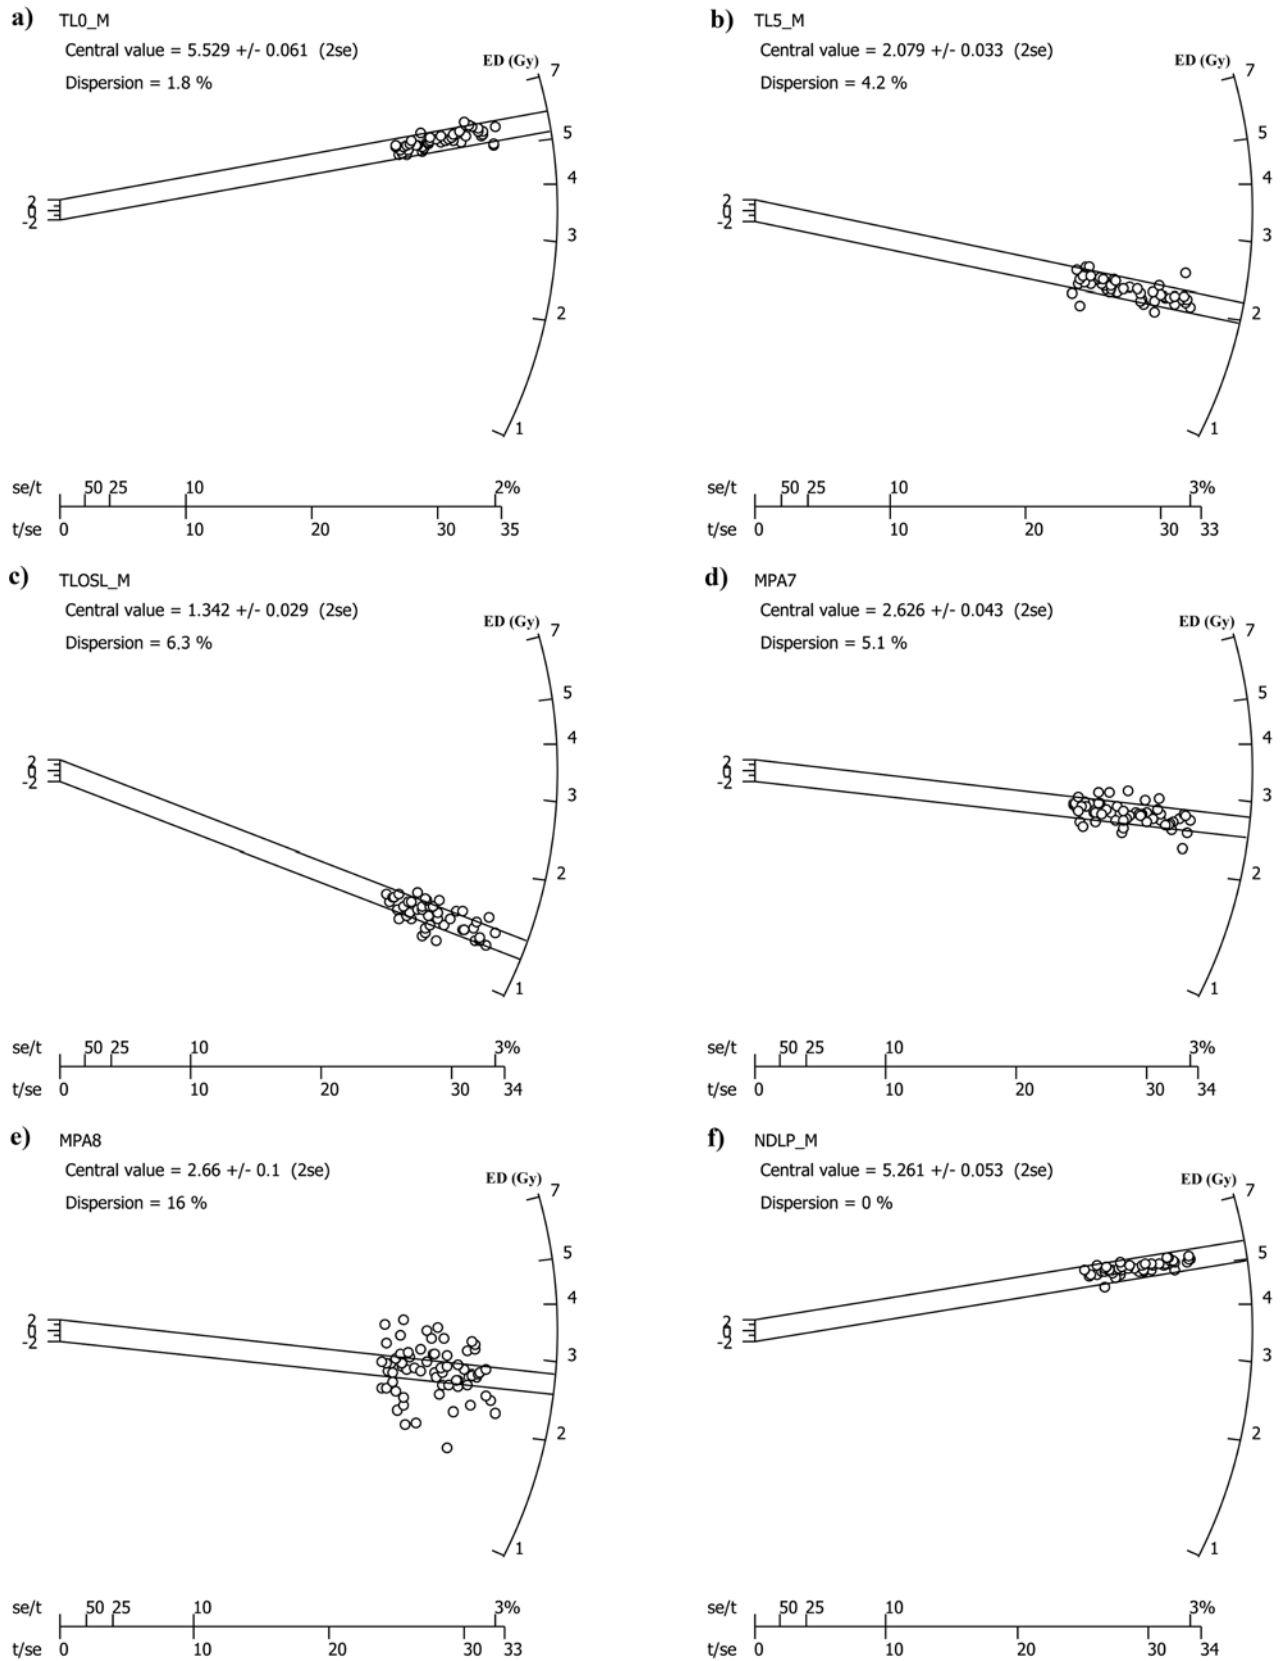 a) TL0_M
Central value = 5.529 +/- 0.061 (2se)
Dispersion = 1.8 %
ED (Gy)
7
5
4
3
2
1
2
0
-2
se/t 50 25 10 2%
t/se 0 10 20 30 35
b) TL5_M
Central value = 2.079 +/- 0.033 (2se)
Dispersion = 4.2 %
ED (Gy)
7
5
4
3
2
1
2
0
-2
se/t 50 25 10 3%
t/se 0 10 20 30 33
c) TLOSL_M
Central value = 1.342 +/- 0.029 (2se)
Dispersion = 6.3 %
ED (Gy)
7
5
4
3
2
1
2
0
-2
se/t 50 25 10 3%
t/se 0 10 20 30 34
d) MPA7
Central value = 2.626 +/- 0.043 (2se)
Dispersion = 5.1 %
ED (Gy)
7
5
4
3
2
1
2
0
-2
se/t 50 25 10 3%
t/se 0 10 20 30 34
e) MPA8
Central value = 2.66 +/- 0.1 (2se)
Dispersion = 16 %
ED (Gy)
7
5
4
3
2
1
2
0
-2
se/t 50 25 10 3%
t/se 0 10 20 30 33
f) NDLP_M
Central value = 5.261 +/- 0.053 (2se)
Dispersion = 0 %
ED (Gy)
7
5
4
3
2
1
2
0
-2
se/t 50 25 10 3%
t/se 0 10 20 30 34